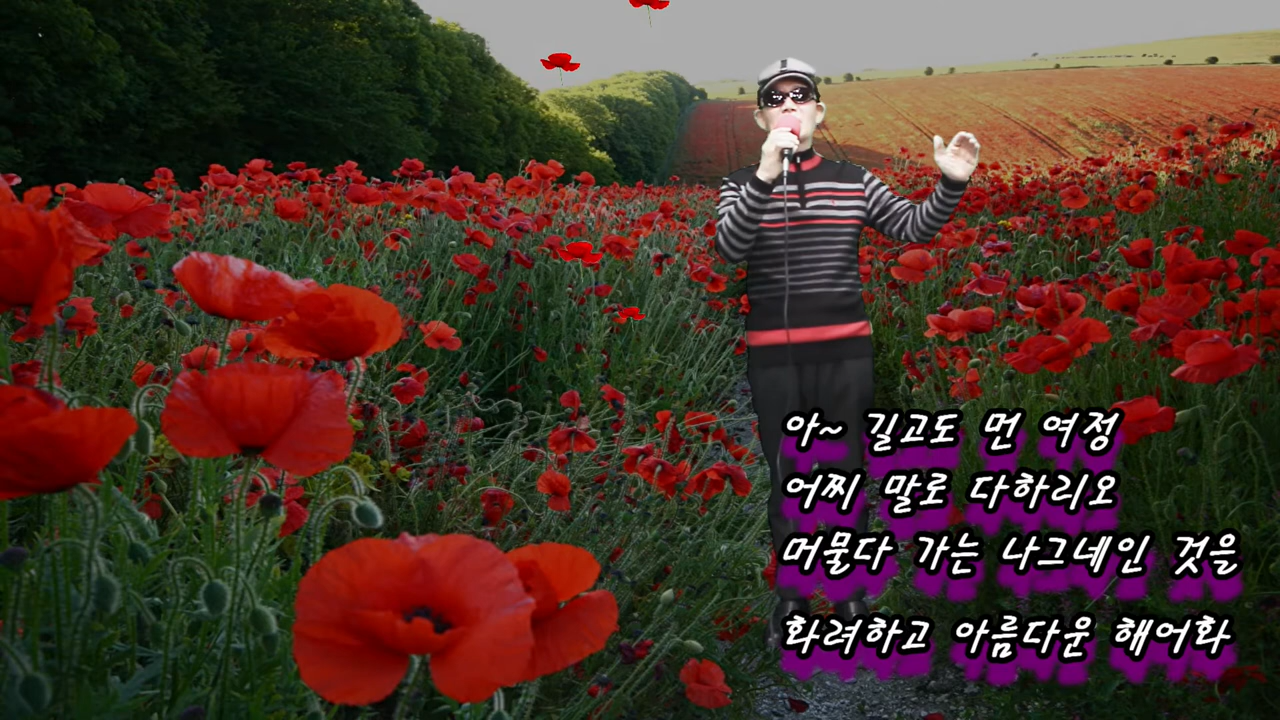 아~ 길고도 먼 여정
어찌 말로 다하리오
머물다 가는 나그네인 것을
화려하고 아름다운 해어화